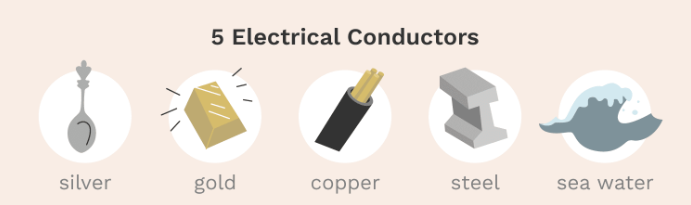 5 Electrical Conductors
silver gold copper steel sea water